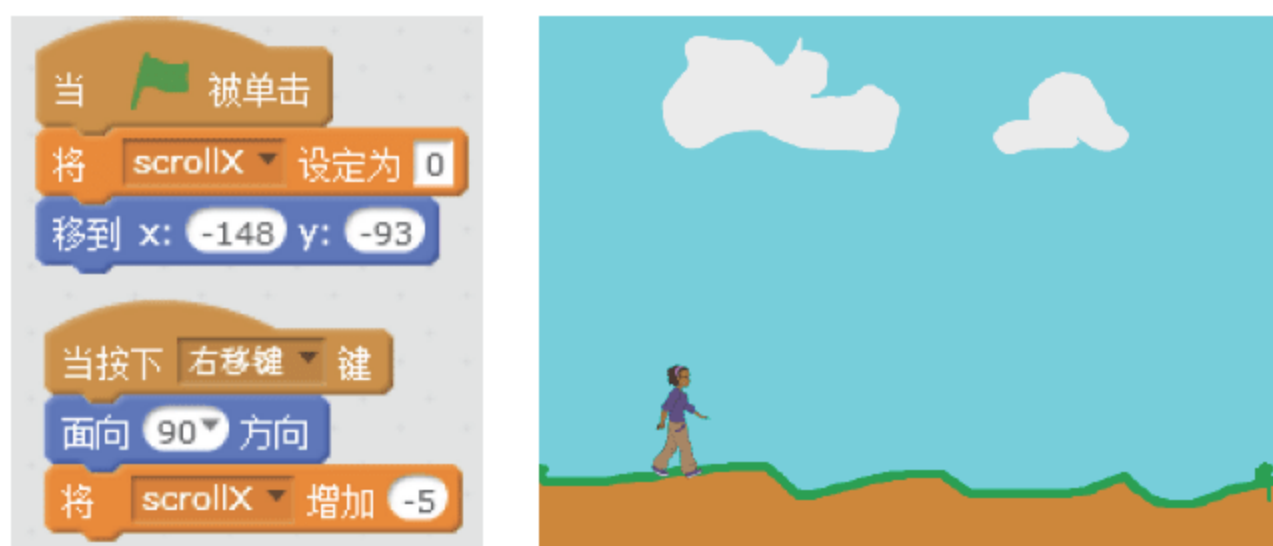 当 被单击
将 scrollX 设定为 0
移到 x: -148 y: -93
当按下 右移键 键
面向 90 方向
将 scrollX 增加 -5